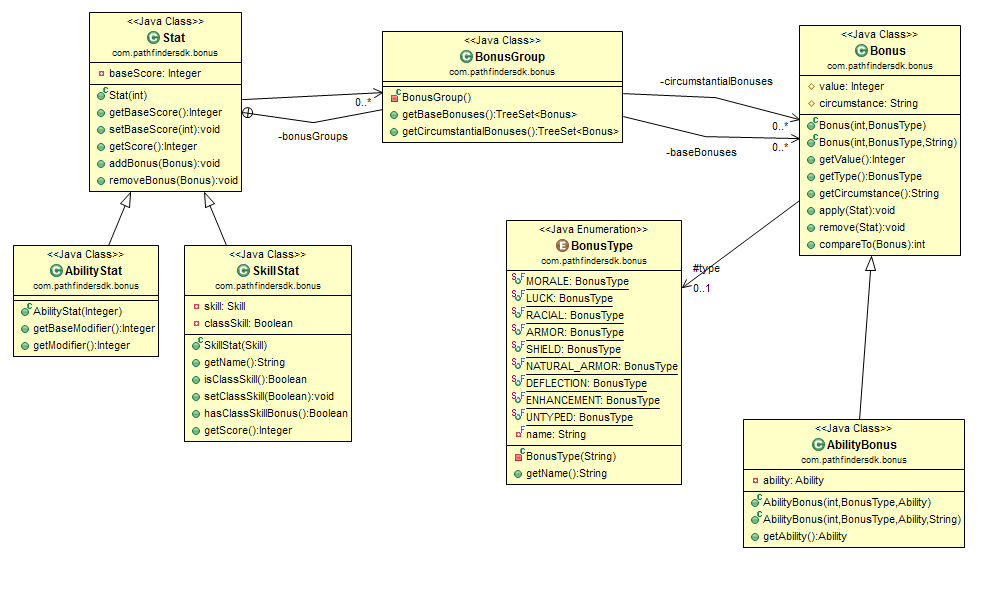 <<Java Class>>
Stat
com.pathfindersdk.bonus
baseScore: Integer
Stat(int)
getBaseScore():Integer
setBaseScore(int):void
getScore():Integer
addBonus(Bonus):void
removeBonus(Bonus):void
0..*
-bonusGroups
<<Java Class>>
BonusGroup
com.pathfindersdk.bonus
BonusGroup()
getBaseBonuses():TreeSet<Bonus>
getCircumstantialBonuses():TreeSet<Bonus>
-circumstantialBonuses
0..*
0..*
-baseBonuses
<<Java Class>>
Bonus
com.pathfindersdk.bonus
value: Integer
circumstance: String
Bonus(int,BonusType)
Bonus(int,BonusType,String)
getValue():Integer
getType():BonusType
getCircumstance():String
apply(Stat):void
remove(Stat):void
compareTo(Bonus):int
<<Java Class>>
AbilityStat
com.pathfindersdk.bonus
AbilityStat(Integer)
getBaseModifier():Integer
getModifier():Integer
<<Java Class>>
SkillStat
com.pathfindersdk.bonus
skill: Skill
classSkill: Boolean
SkillStat(Skill)
getName():String
isClassSkill():Boolean
setClassSkill(Boolean):void
hasClassSkillBonus():Boolean
getScore():Integer
<<Java Enumeration>>
E
BonusType
com.pathfindersdk.bonus
MORALE: BonusType
LUCK: BonusType
RACIAL: BonusType
ARMOR: BonusType
SHIELD: BonusType
NATURAL_ARMOR: BonusType
DEFLECTION: BonusType
ENHANCEMENT: BonusType
UNTYPED: BonusType
name: String
BonusType(String)
getName():String
#type
0..1
<<Java Class>>
AbilityBonus
com.pathfindersdk.bonus
ability: Ability
AbilityBonus(int,BonusType,Ability)
AbilityBonus(int,BonusType,Ability,String)
getAbility():Ability